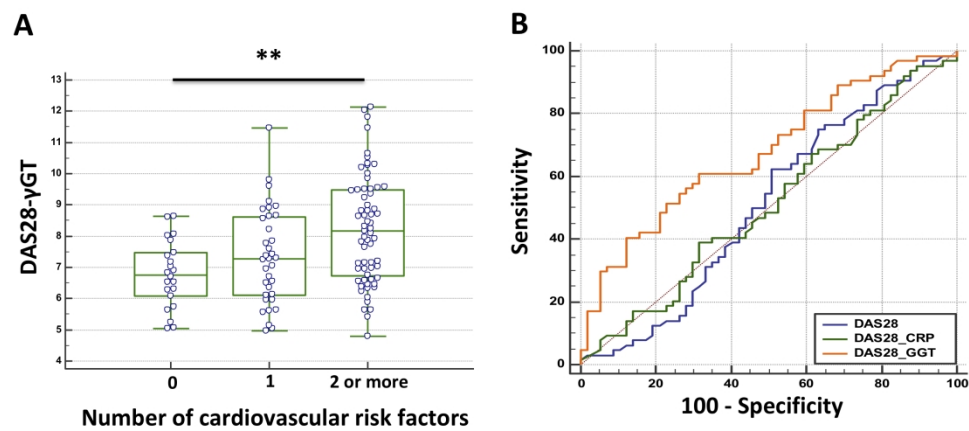 A
**
DAS28-γGT
13
12
11
10
9
8
7
6
5
4
0
1
2 or more
Number of cardiovascular risk factors
B
Sensitivity
100
80
60
40
20
0
DAS28
DAS28_CRP
DAS28_GGT
0
20
40
60
80
100
100 - Specificity